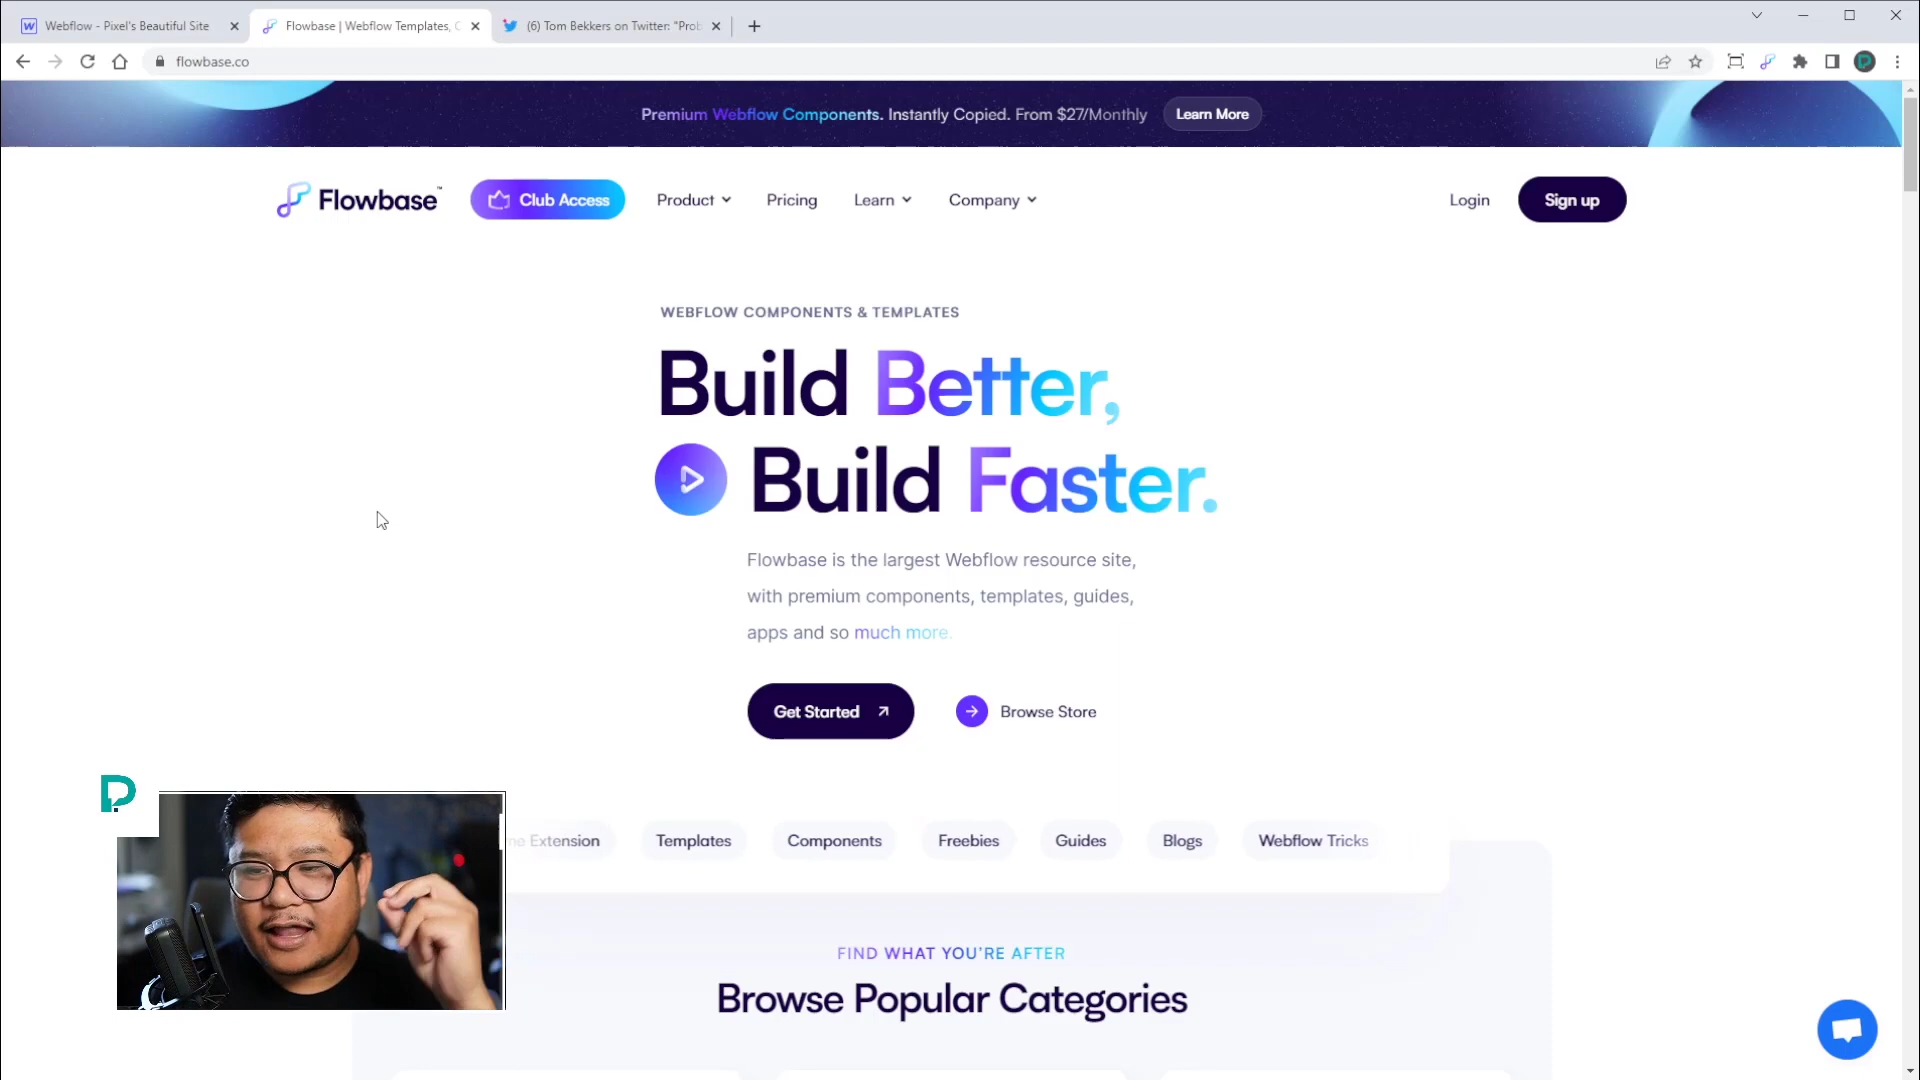 Webflow - Pixel's Beautiful Site
Flowbase | Webflow Templates, C
(6) Tom Bekkers on Twitter: "Prob
flowbase.co
Premium Webflow Components. Instantly Copied. From $27/Monthly
Learn More
Flowbase™
Club Access
Product
Pricing
Learn
Company
Login
Sign up
WEBFLOW COMPONENTS & TEMPLATES
Build Better,
Build Faster.
Flowbase is the largest Webflow resource site,
with premium components, templates, guides,
apps and so much more.
Get Started
Browse Store
Extension
Templates
Components
Freebies
Guides
Blogs
Webflow Tricks
FIND WHAT YOU'RE AFTER
Browse Popular Categories